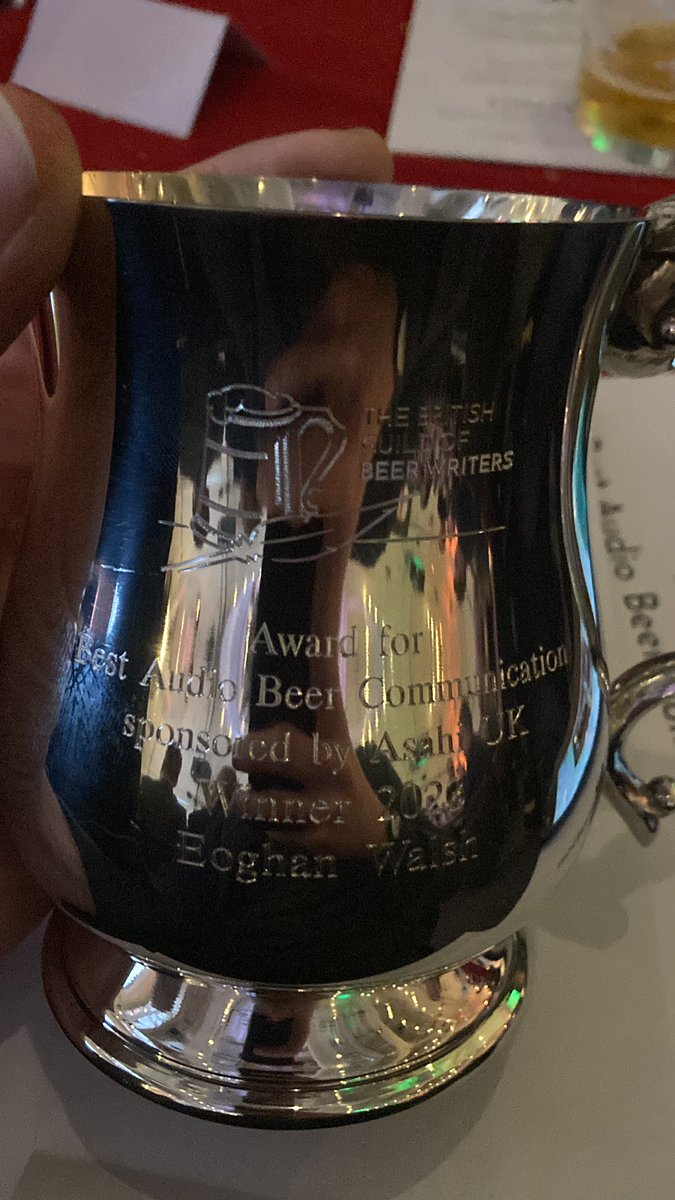 THE BRITISH
GUILD OF
BEER WRITERS
Award for
Best Audio Beer Communication
sponsored by Asahi UK
Winner
Eoghan Walsh
Audio Beer